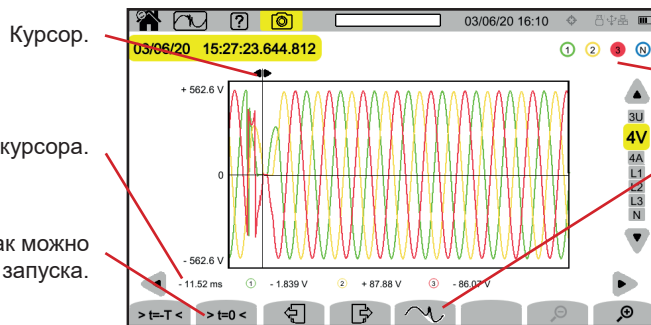 ?
03/06/20 16:10
Курсор.
03/06/20 15:27:23.644.812
1 2 3 N
+ 562.6 V
3U
4V
4A
L1
L2
L3
N
курсора.
0
ак можно
запуска.
- 562.6 V
- 11.52 ms 1 - 1.839 V 2 + 87.88 V 3 - 86.07 V
> t=-T < > t=0 <